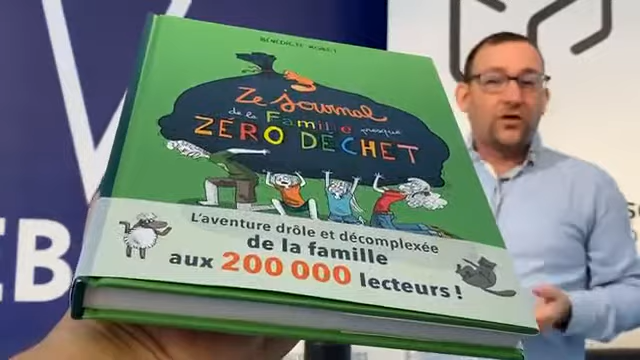 BÉNÉDICTE MORET
Ze journal
de la Famille presque
ZÉRO DÉCHET
L'aventure drôle et décomplexée
de la famille
aux 200 000 lecteurs !
EB